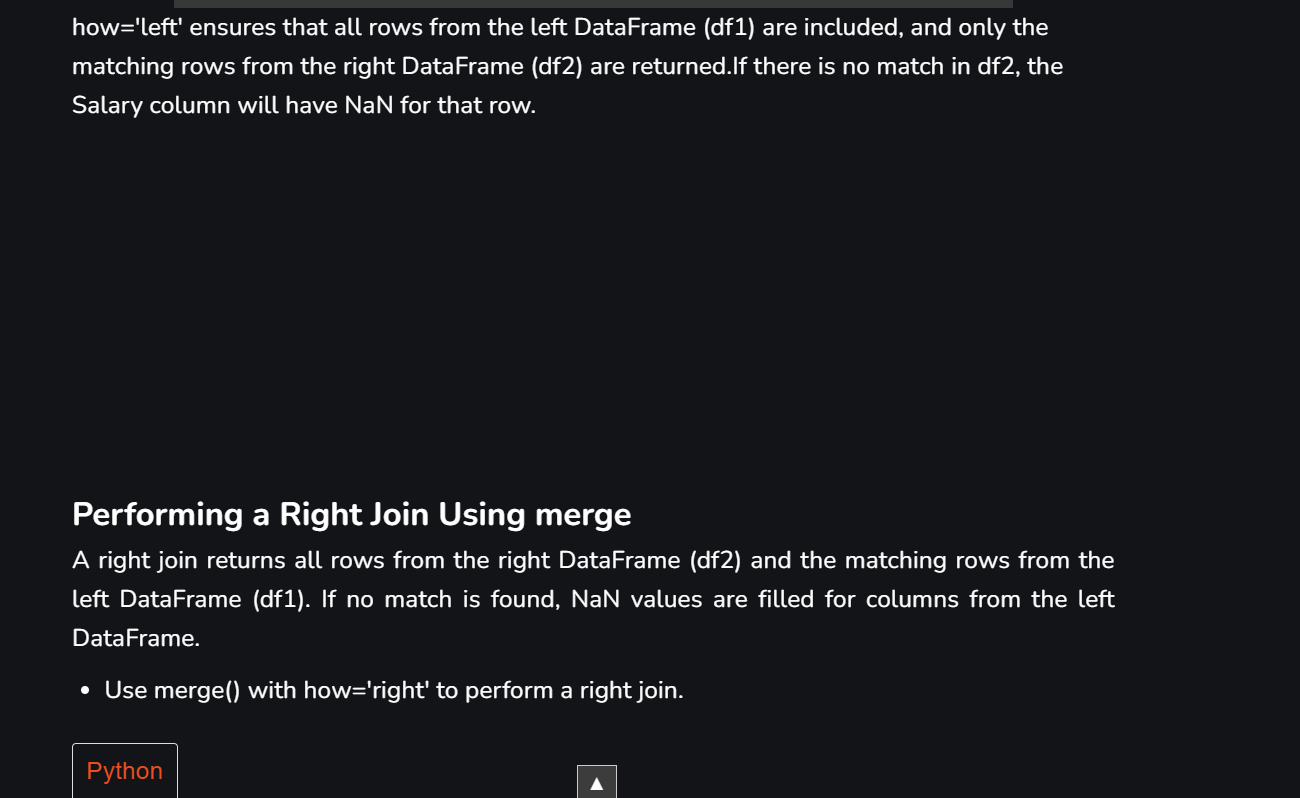 how='left' ensures that all rows from the left DataFrame (df1) are included, and only the
matching rows from the right DataFrame (df2) are returned.If there is no match in df2, the
Salary column will have NaN for that row.
Performing a Right Join Using merge
A right join returns all rows from the right DataFrame (df2) and the matching rows from the
left DataFrame (df1). If no match is found, NaN values are filled for columns from the left
DataFrame.
• Use merge() with how='right' to perform a right join.
Python
▲